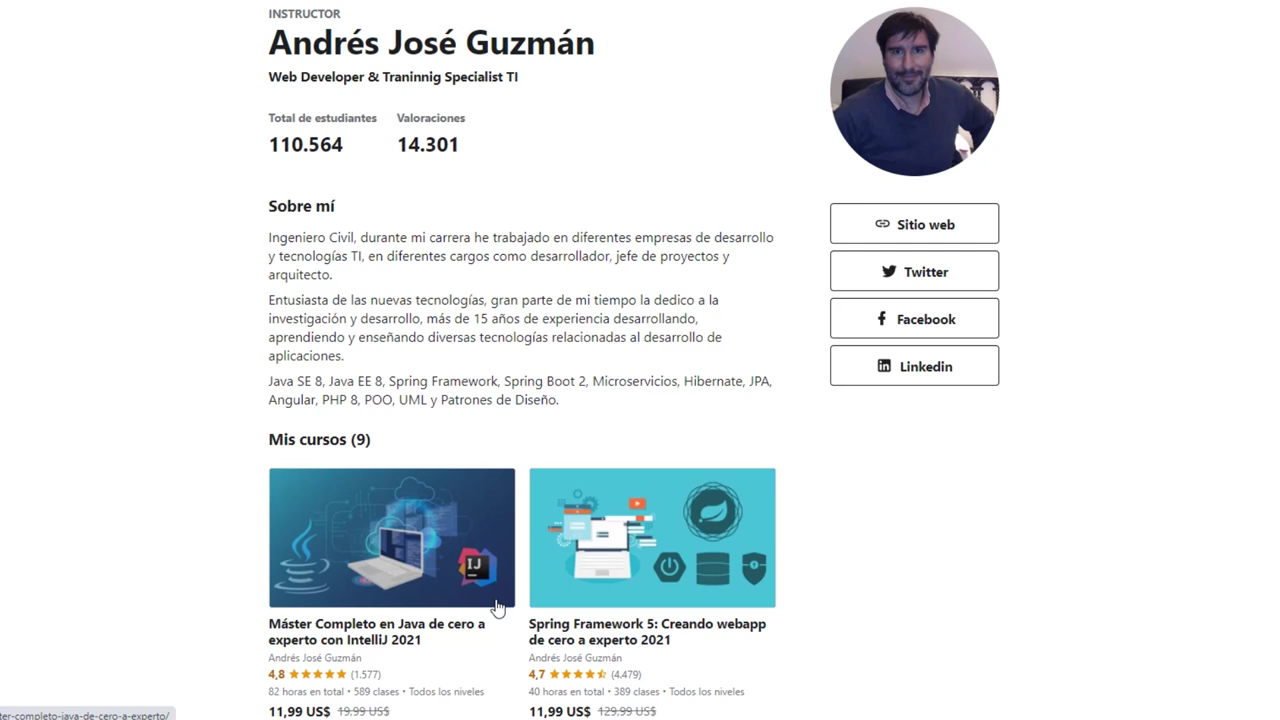 INSTRUCTOR
Andrés José Guzmán
Web Developer & Traninnig Specialist TI
Total de estudiantes
Valoraciones
110.564
14.301
Sobre mí
Ingeniero Civil, durante mi carrera he trabajado en diferentes empresas de desarrollo
y tecnologías TI, en diferentes cargos como desarrollador, jefe de proyectos y
arquitecto.
Entusiasta de las nuevas tecnologías, gran parte de mi tiempo la dedico a la
investigación y desarrollo, más de 15 años de experiencia desarrollando,
aprendiendo y enseñando diversas tecnologías relacionadas al desarrollo de
aplicaciones.
Java SE 8, Java EE 8, Spring Framework, Spring Boot 2, Microservicios, Hibernate, JPA,
Angular, PHP 8, POO, UML y Patrones de Diseño.
Sitio web
Twitter
Facebook
Linkedin
Mis cursos (9)
IJ
Máster Completo en Java de cero a
experto con IntelliJ 2021
Andrés José Guzmán
4,8 (1.577)
82 horas en total • 589 clases • Todos los niveles
11,99 US$ 19,99 US$
Spring Framework 5: Creando webapp
de cero a experto 2021
Andrés José Guzmán
4,7 (4.479)
40 horas en total • 389 clases • Todos los niveles
11,99 US$ 129,99 US$
ter-completo-java-de-cero-a-experto/